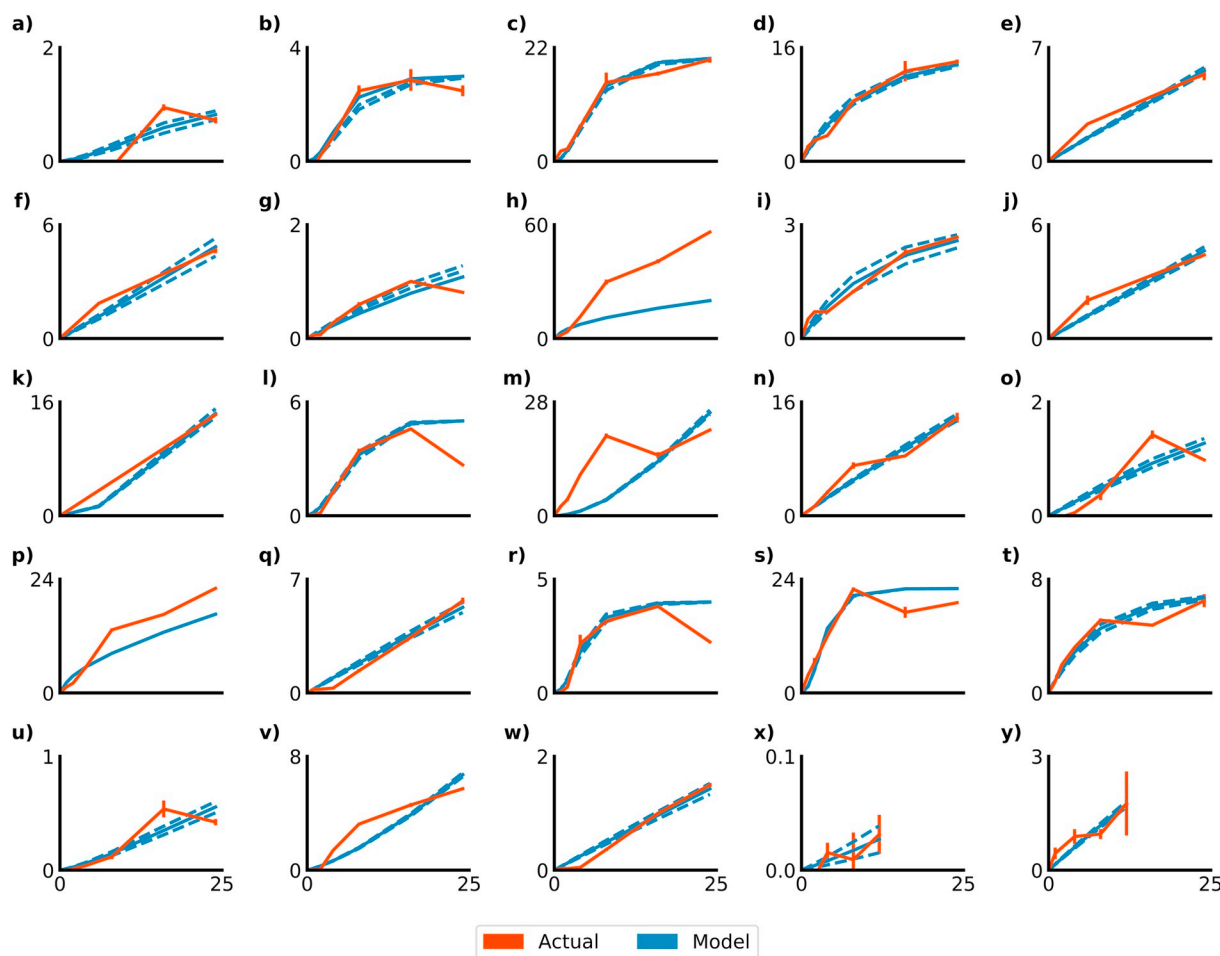 a) b) c) d) e)
2 4 22 16 7
0 0 0 0 0
f) g) h) i) j)
6 2 60 3 6
0 0 0 0 0
k) l) m) n) o)
16 6 28 16 2
0 0 0 0 0
p) q) r) s) t)
24 7 5 24 8
0 0 0 0 0
u) v) w) x) y)
1 8 2 0.1 3
0 0 0 0.0 0
0 25 0 25 0 25 0 25 0 25
Actual Model